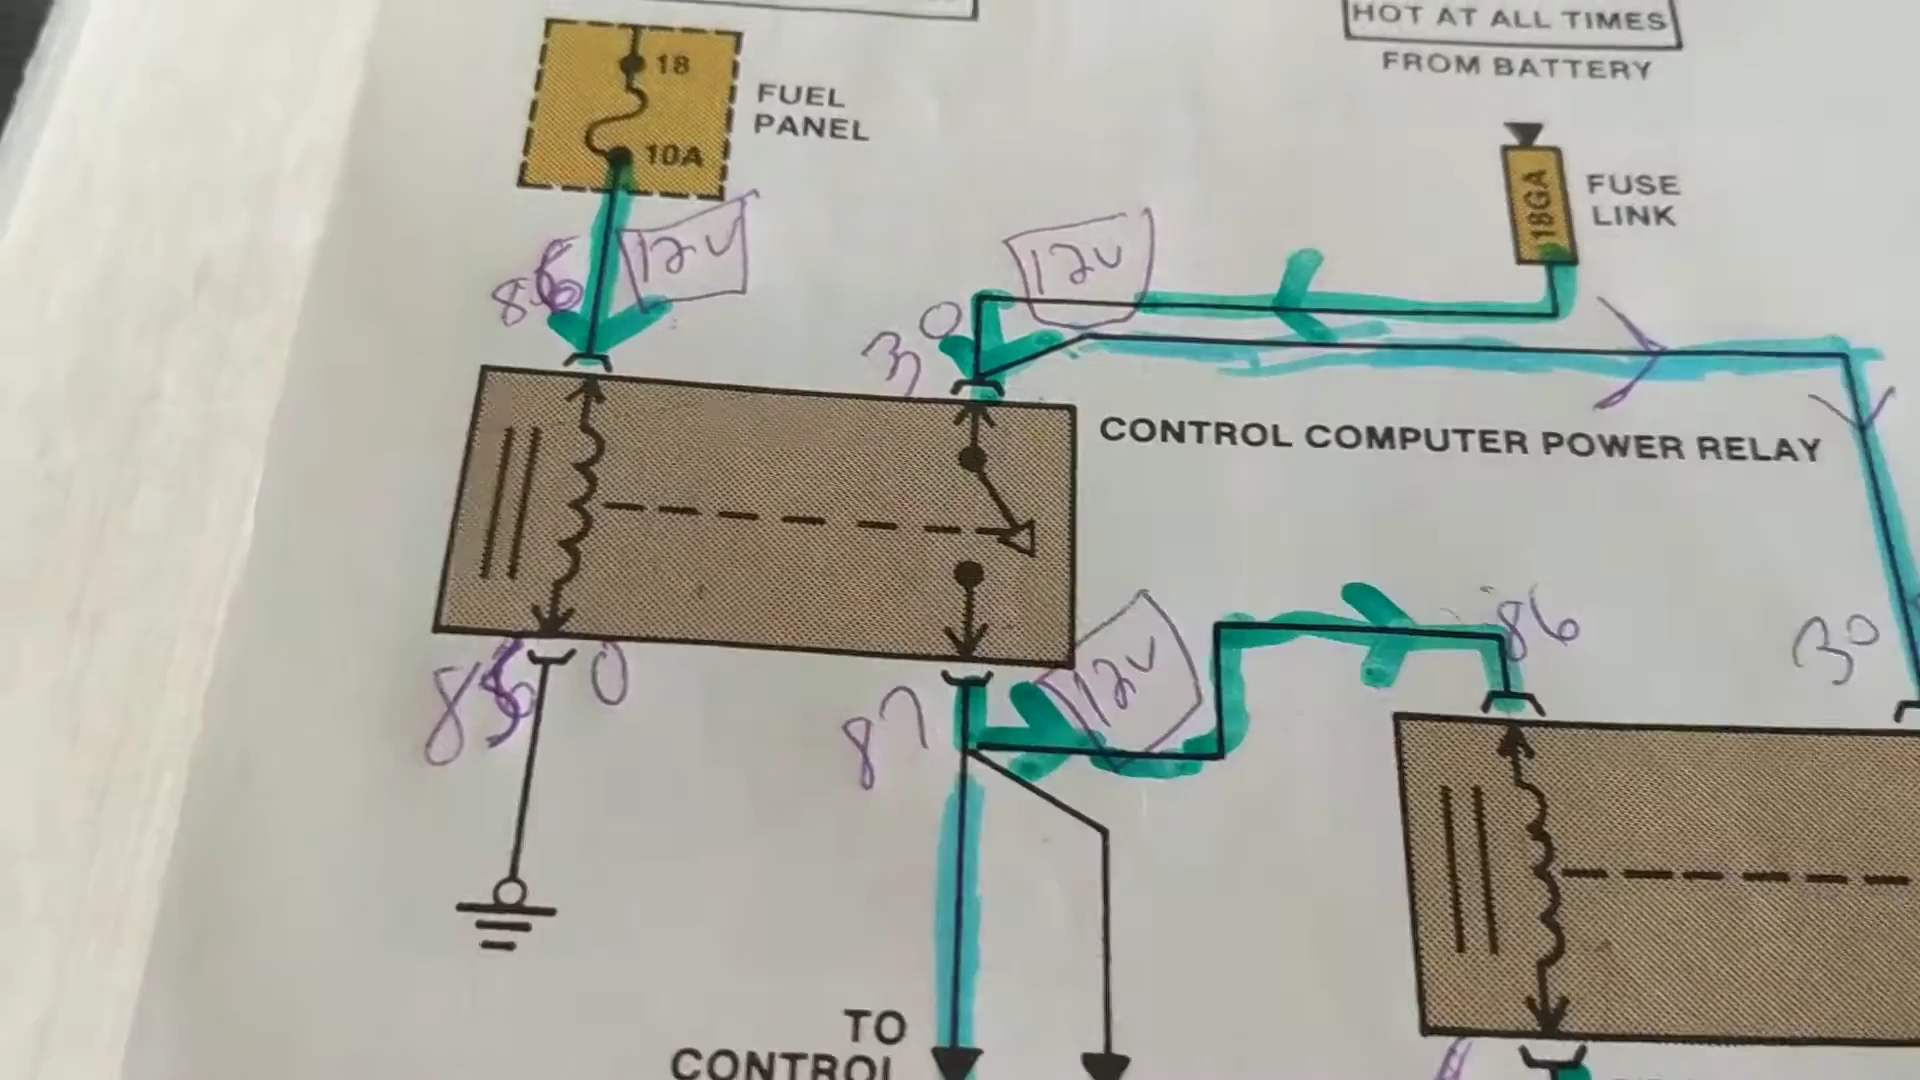 HOT AT ALL TIMES
FROM BATTERY
18
10A
FUEL
PANEL
18GA
FUSE
LINK
12V
86
12V
30
CONTROL COMPUTER POWER RELAY
85
0
87
12V
86
30
TO
CONTROL